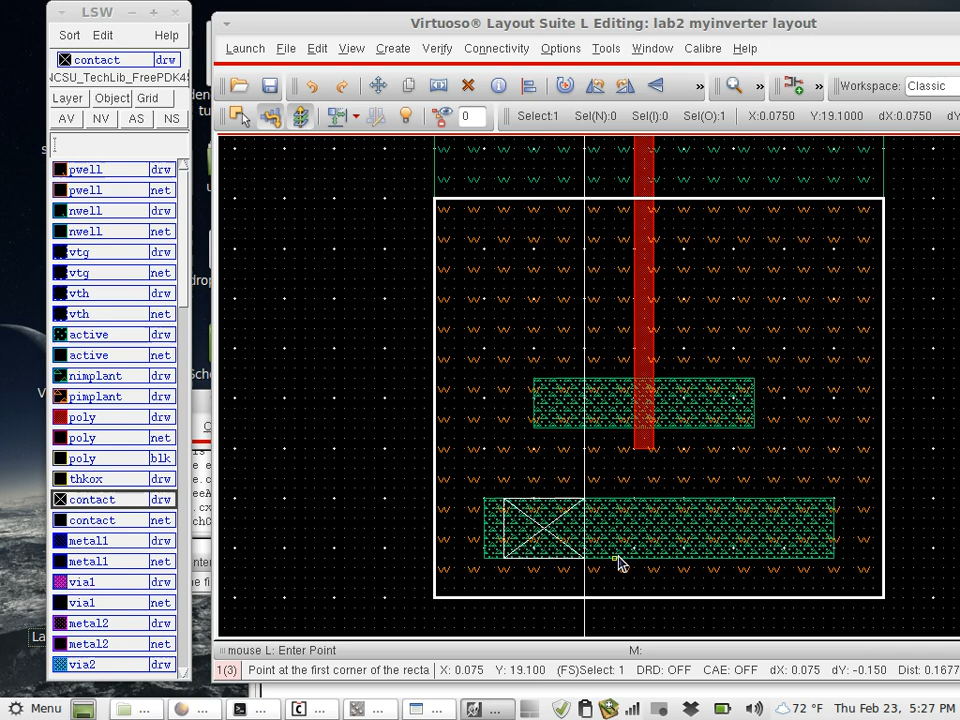 LSW
Sort Edit Help
contact drw
NCSU_TechLib_FreePDK45
Layer Object Grid
AV NV AS NS
pwell drw
pwell net
nwell drw
nwell net
vtg drw
vtg net
vth drw
vth net
active drw
active net
nimplant drw
pimplant drw
poly drw
poly net
poly blk
thkox drw
contact drw
contact net
metal1 drw
metal1 net
via1 drw
via1 net
metal2 drw
metal2 net
via2 drw
Virtuoso® Layout Suite L Editing: lab2 myinverter layout
Launch File Edit View Create Verify Connectivity Options Tools Window Calibre Help
» » » Workspace: Classic
0 Select:1 Sel(N):0 Sel(I):0 Sel(O):1 X:0.0750 Y:19.1000 dX:0.0750 dY
mouse L: Enter Point M:
1(3) Point at the first corner of the recta X: 0.075 Y: 19.100 (FS)Select: 1 DRD: OFF CAE: OFF dX: 0.075 dY: -0.150 Dist: 0.1677
Menu ... ... ... ... ... ... ... 72 °F Thu Feb 23, 5:27 PM